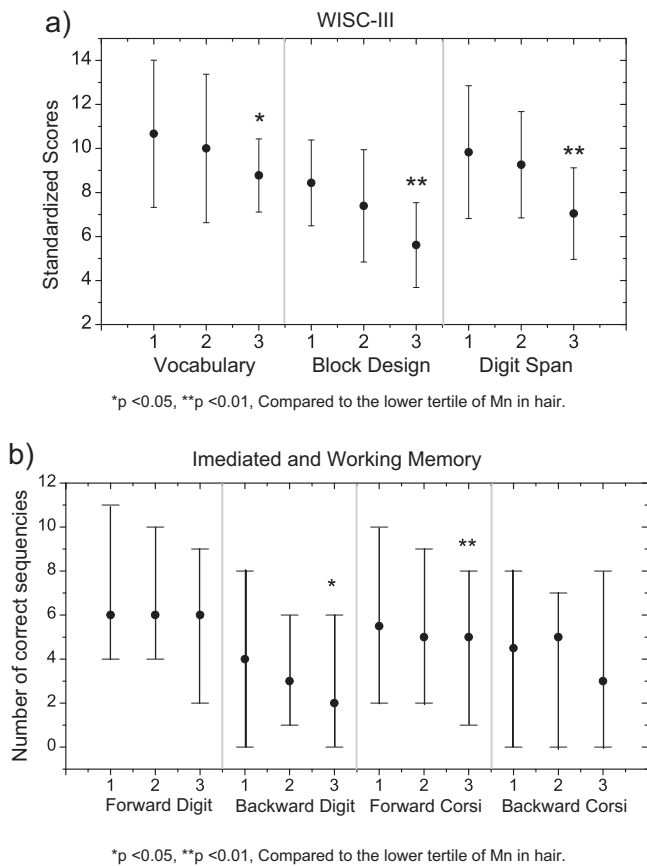 a)
WISC-III
Standardized Scores
14
12
10
8
6
4
2
*
**
**
1 2 3 1 2 3 1 2 3
Vocabulary Block Design Digit Span
*p <0.05, **p <0.01, Compared to the lower tertile of Mn in hair.
b)
Imediated and Working Memory
Number of correct sequencies
12
10
8
6
4
2
0
*
**
1 2 3 1 2 3 1 2 3 1 2 3
Forward Digit Backward Digit Forward Corsi Backward Corsi
*p <0.05, **p <0.01, Compared to the lower tertile of Mn in hair.